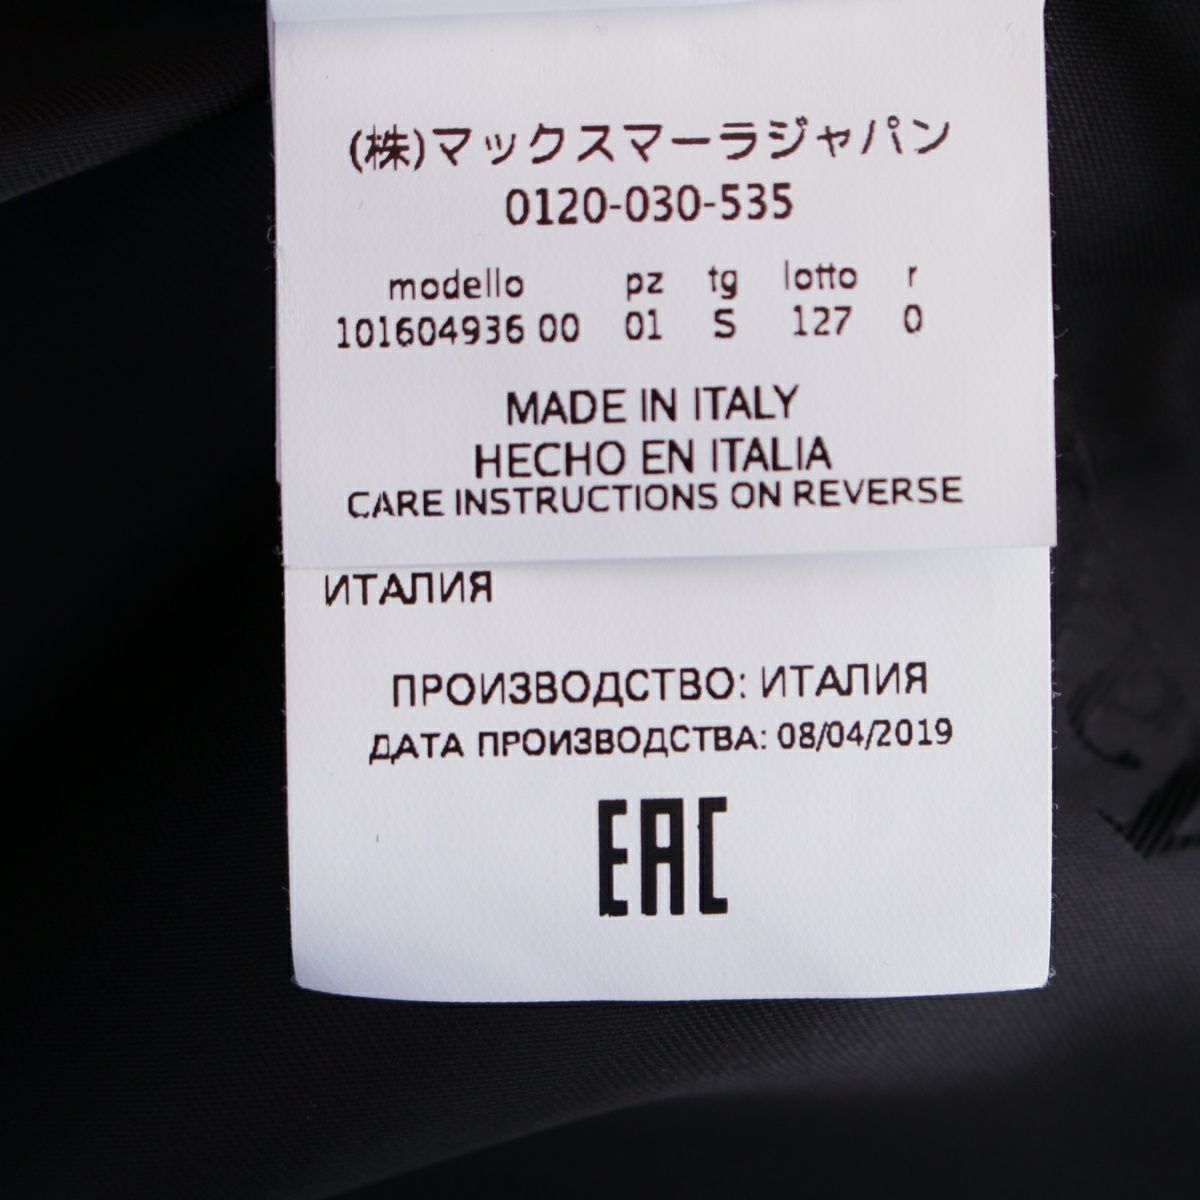 (株)マックスマーラジャパン
0120-030-535
modello pz tg lotto r
101604936 00 01 S 127 0
MADE IN ITALY
HECHO EN ITALIA
CARE INSTRUCTIONS ON REVERSE
ИТАЛИЯ
ПРОИЗВОДСТВО: ИТАЛИЯ
ДАТА ПРОИЗВОДСТВА: 08/04/2019
EAC